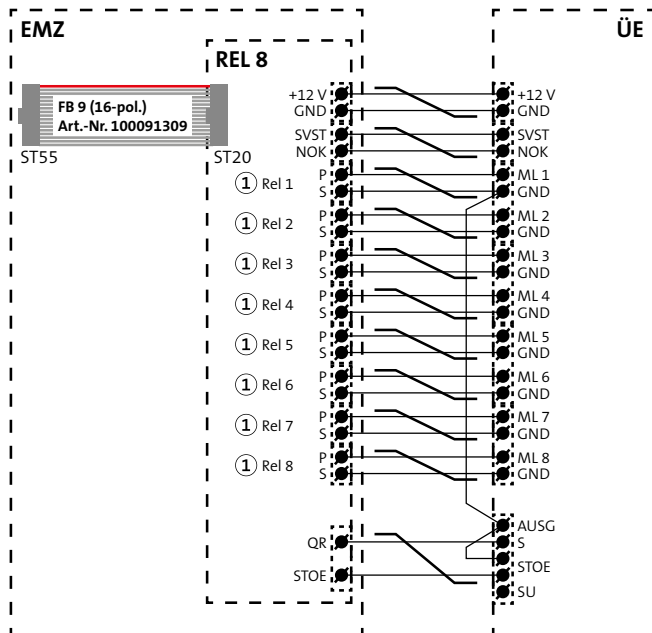 EMZ
ÜE
REL 8
FB 9 (16-pol.)
Art.-Nr. 100091309
ST55
ST20
+12 V
+12 V
GND
GND
SVST
SVST
NOK
NOK
1 Rel 1
P
S
ML 1
GND
1 Rel 2
P
S
ML 2
GND
1 Rel 3
P
S
ML 3
GND
1 Rel 4
P
S
ML 4
GND
1 Rel 5
P
S
ML 5
GND
1 Rel 6
P
S
ML 6
GND
1 Rel 7
P
S
ML 7
GND
1 Rel 8
P
S
ML 8
GND
AUSG
QR
S
STOE
STOE
SU